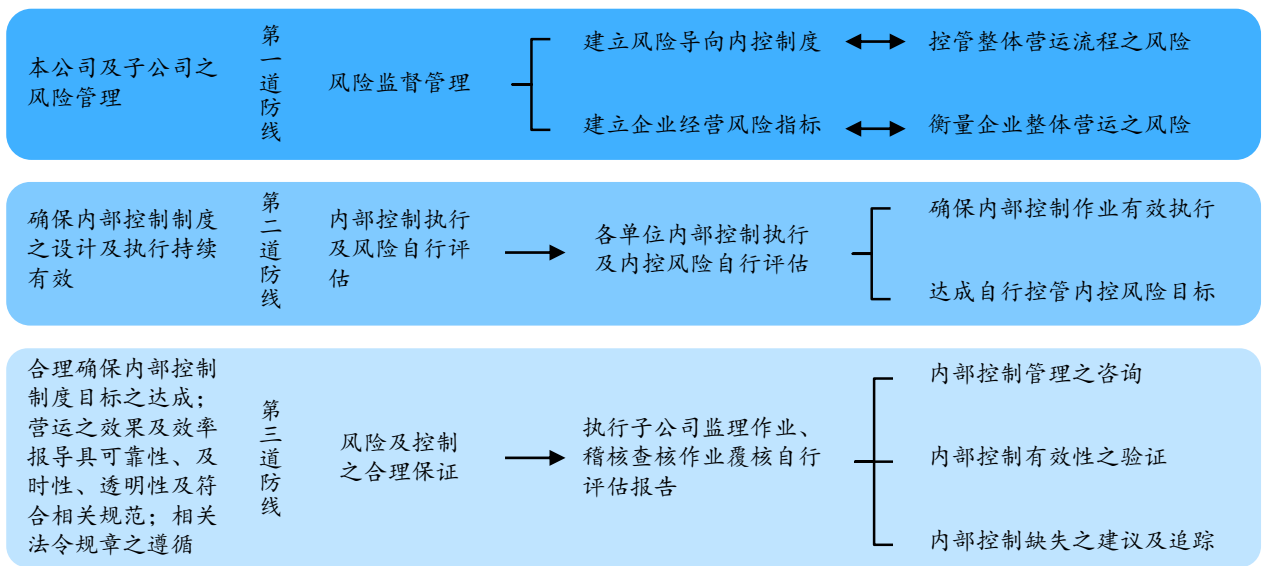 本公司及子公司之
风险管理
第一道防线
风险监督管理
建立风险导向内控制度
控管整体营运流程之风险
建立企业经营风险指标
衡量企业整体营运之风险
确保内部控制制度
之设计及执行持续
有效
第二道防线
内部控制执行
及风险自行评
估
各单位内部控制执行
及内控风险自行评估
确保内部控制作业有效执行
达成自行控管内控风险目标
合理确保内部控制
制度目标之达成；
营运之效果及效率
报导具可靠性、及
时性、透明性及符
合相关规范；相关
法令规章之遵循
第三道防线
风险及控制
之合理保证
执行子公司监理作业、
稽核查核作业覆核自行
评估报告
内部控制管理之咨询
内部控制有效性之验证
内部控制缺失之建议及追踪